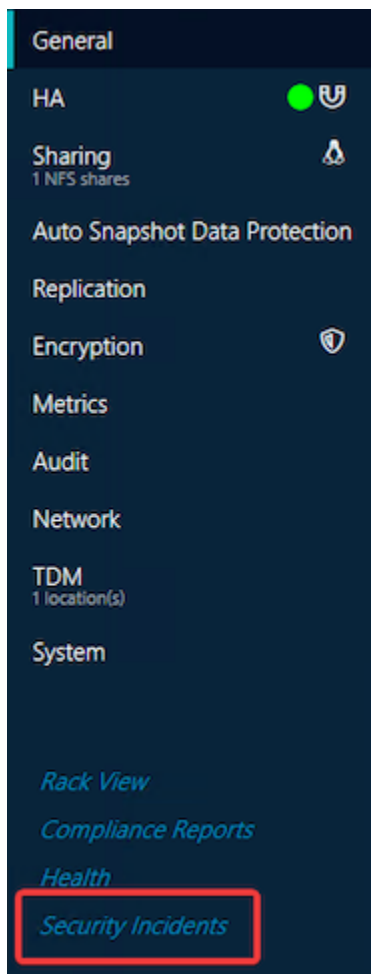 General
HA
Sharing
1 NFS shares
Auto Snapshot Data Protection
Replication
Encryption
Metrics
Audit
Network
TDM
1 location(s)
System
Rack View
Compliance Reports
Health
Security Incidents